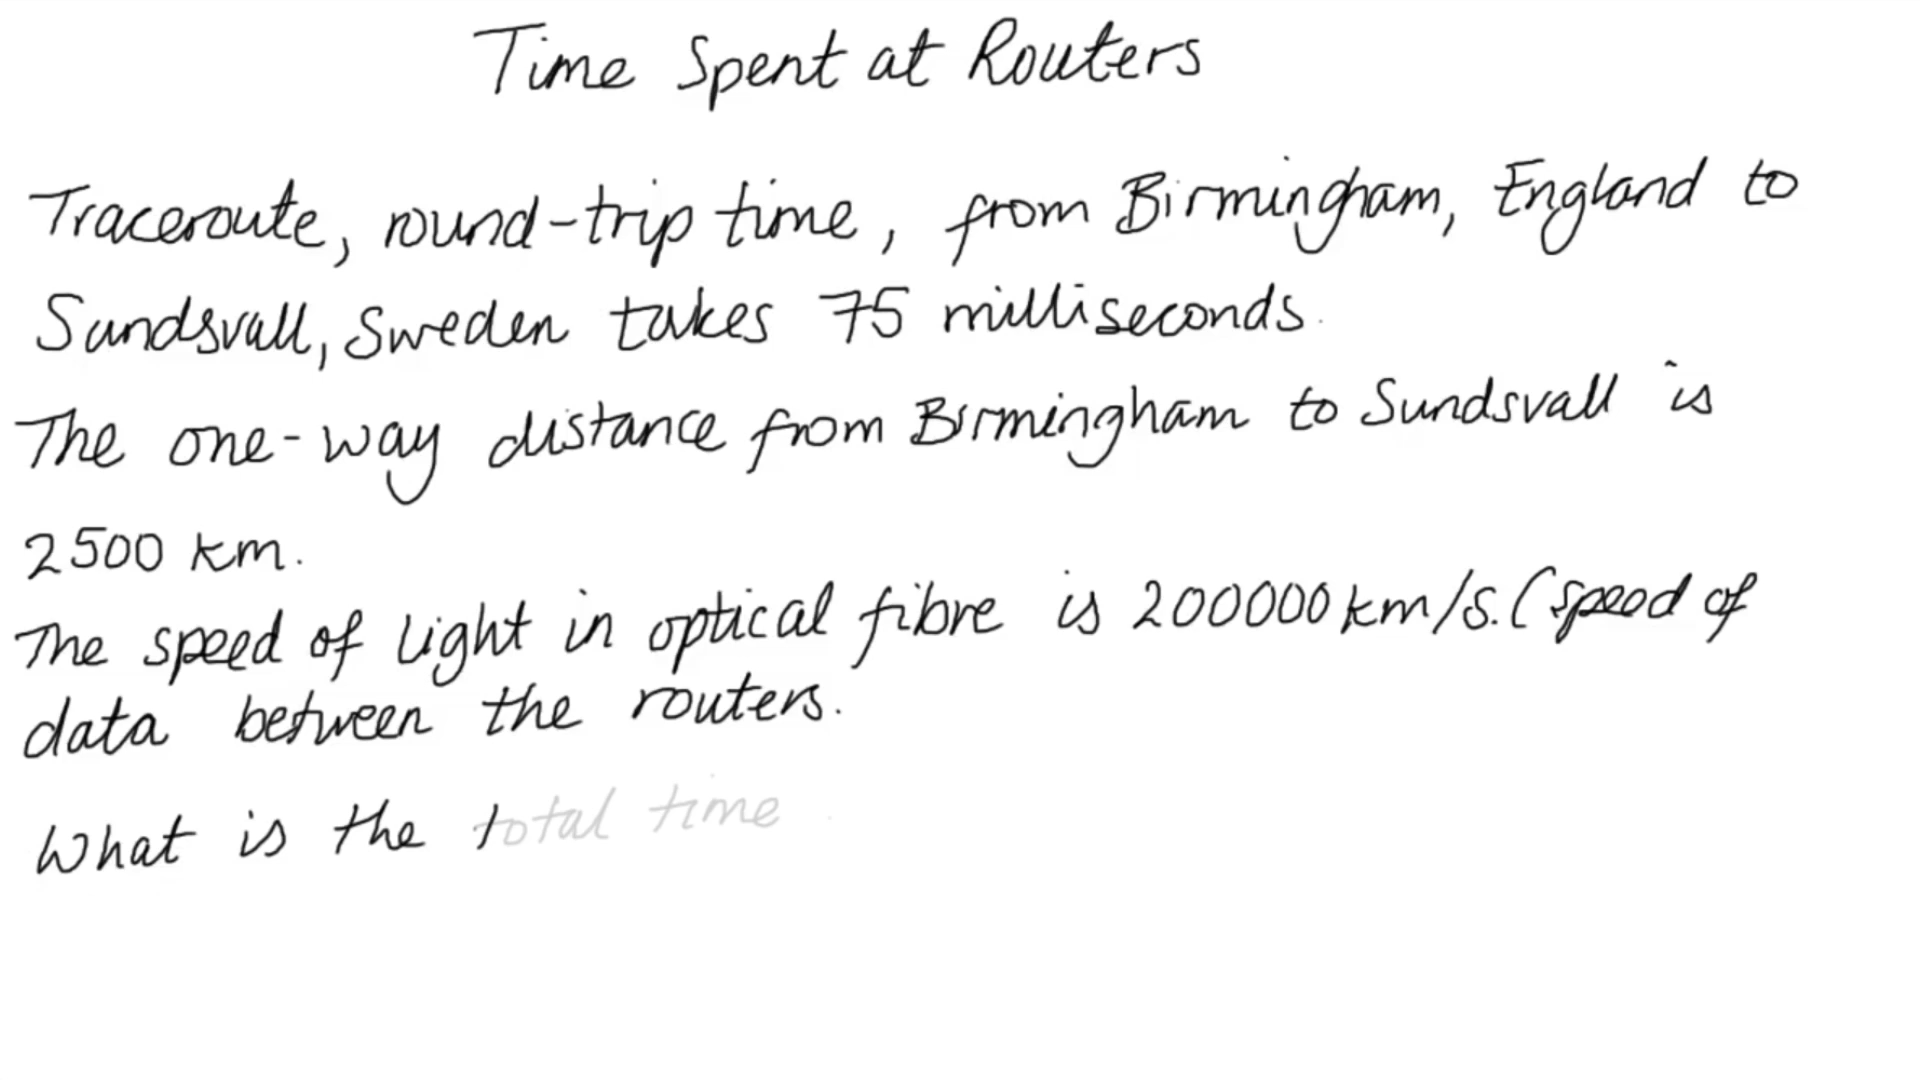 Time Spent at Routers
Traceroute, round-trip time, from Birmingham, England to
Sundsvall, Sweden takes 75 milliseconds.
The one-way distance from Birmingham to Sundsvall is
2500 km.
The speed of light in optical fibre is 200000 km/s. (speed of
data between the routers.
What is the total time